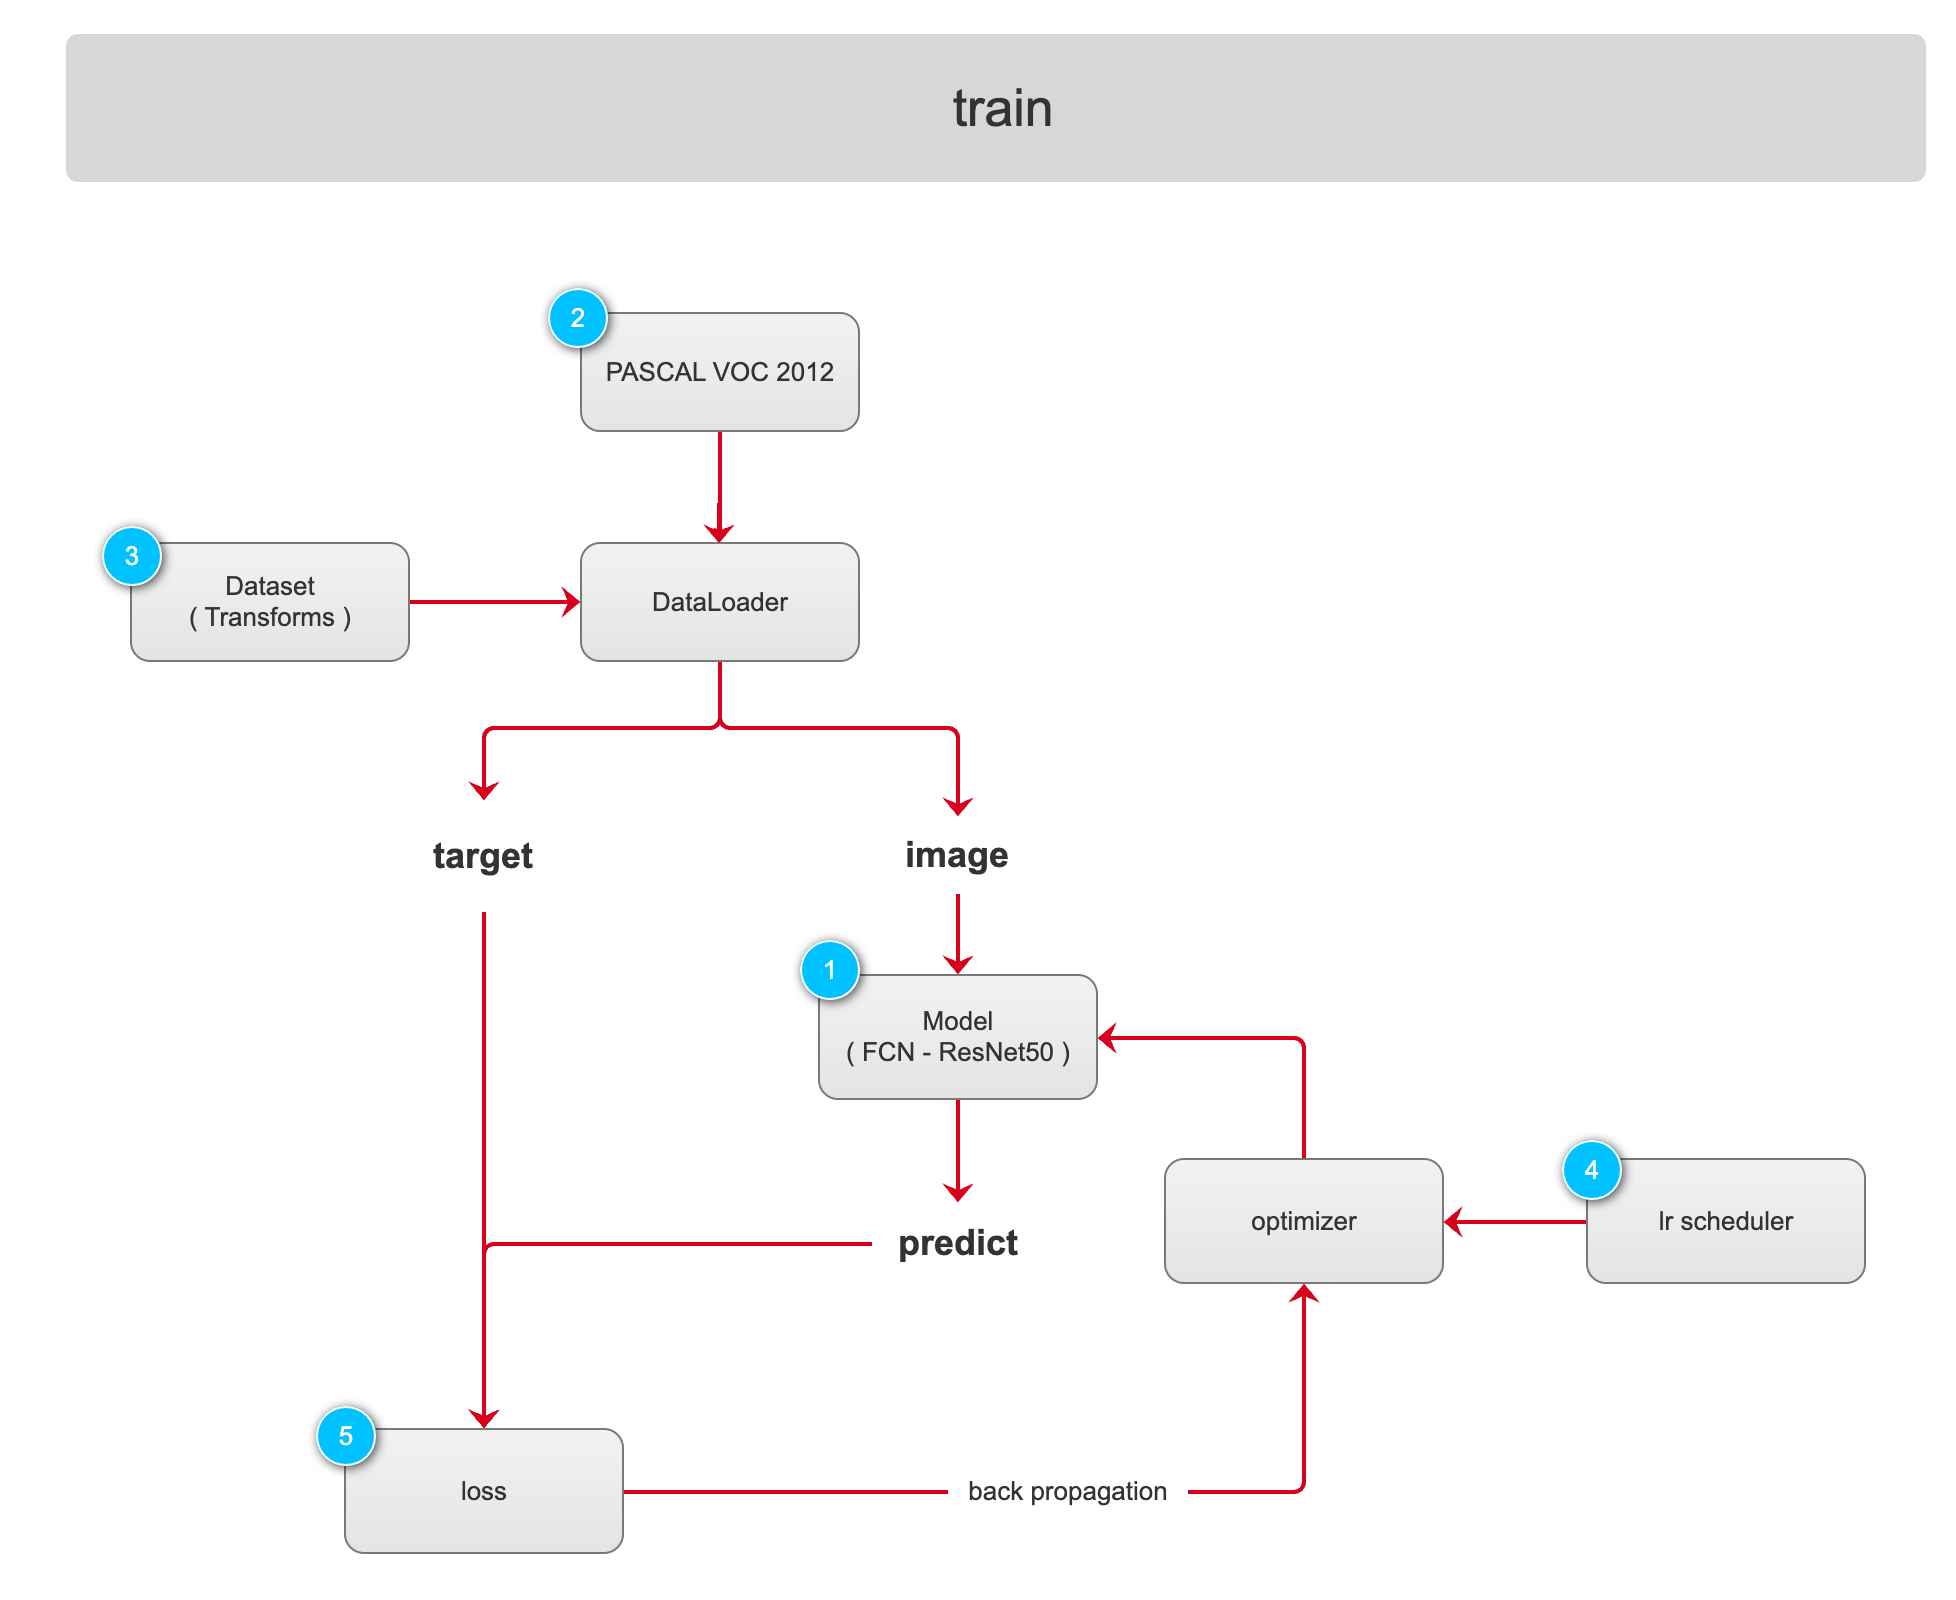 train
2
PASCAL VOC 2012
3
Dataset
( Transforms )
DataLoader
target
image
1
Model
( FCN - ResNet50 )
predict
optimizer
4
lr scheduler
5
loss
back propagation